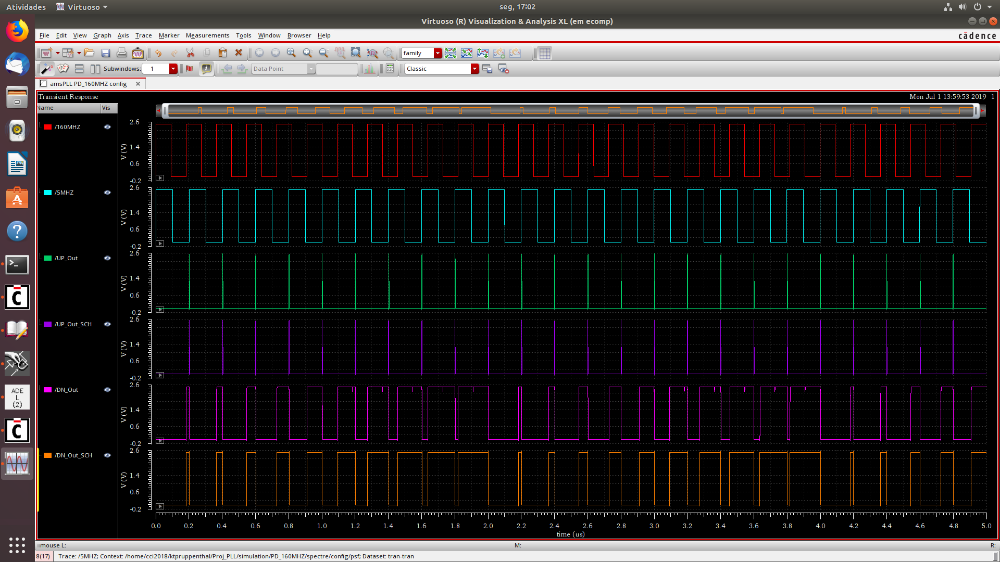 Atividades Virtuoso seg, 17:02
Virtuoso (R) Visualization & Analysis XL (em ecomp)
File Edit View Graph Axis Trace Marker Measurements Tools Window Browser Help cādence
family
Subwindows: 1 Data Point Classic
amsPLL PD_160MHZ config
Transient Response Mon Jul 1 13:59:53 2019 1
Name Vis
/160MHZ
2.6
1.4
0.6
-0.2
V (V)
/5MHZ
2.6
1.4
0.6
-0.2
V (V)
/UP_Out
2.6
1.4
0.6
-0.2
V (V)
/UP_Out_SCH
2.6
1.4
0.6
-0.2
V (V)
/DN_Out
2.6
1.4
0.6
-0.2
V (V)
/DN_Out_SCH
2.6
1.4
0.6
-0.2
V (V)
0.0 0.2 0.4 0.6 0.8 1.0 1.2 1.4 1.6 1.8 2.0 2.2 2.4 2.6 2.8 3.0 3.2 3.4 3.6 3.8 4.0 4.2 4.4 4.6 4.8 5.0
time (us)
ADE
L
(2)
mouse L: M: R:
8(17) Trace: /5MHZ; Context: /home/cci2018/ktpruppenthal/Proj_PLL/simulation/PD_160MHZ/spectre/config/psf; Dataset: tran-tran